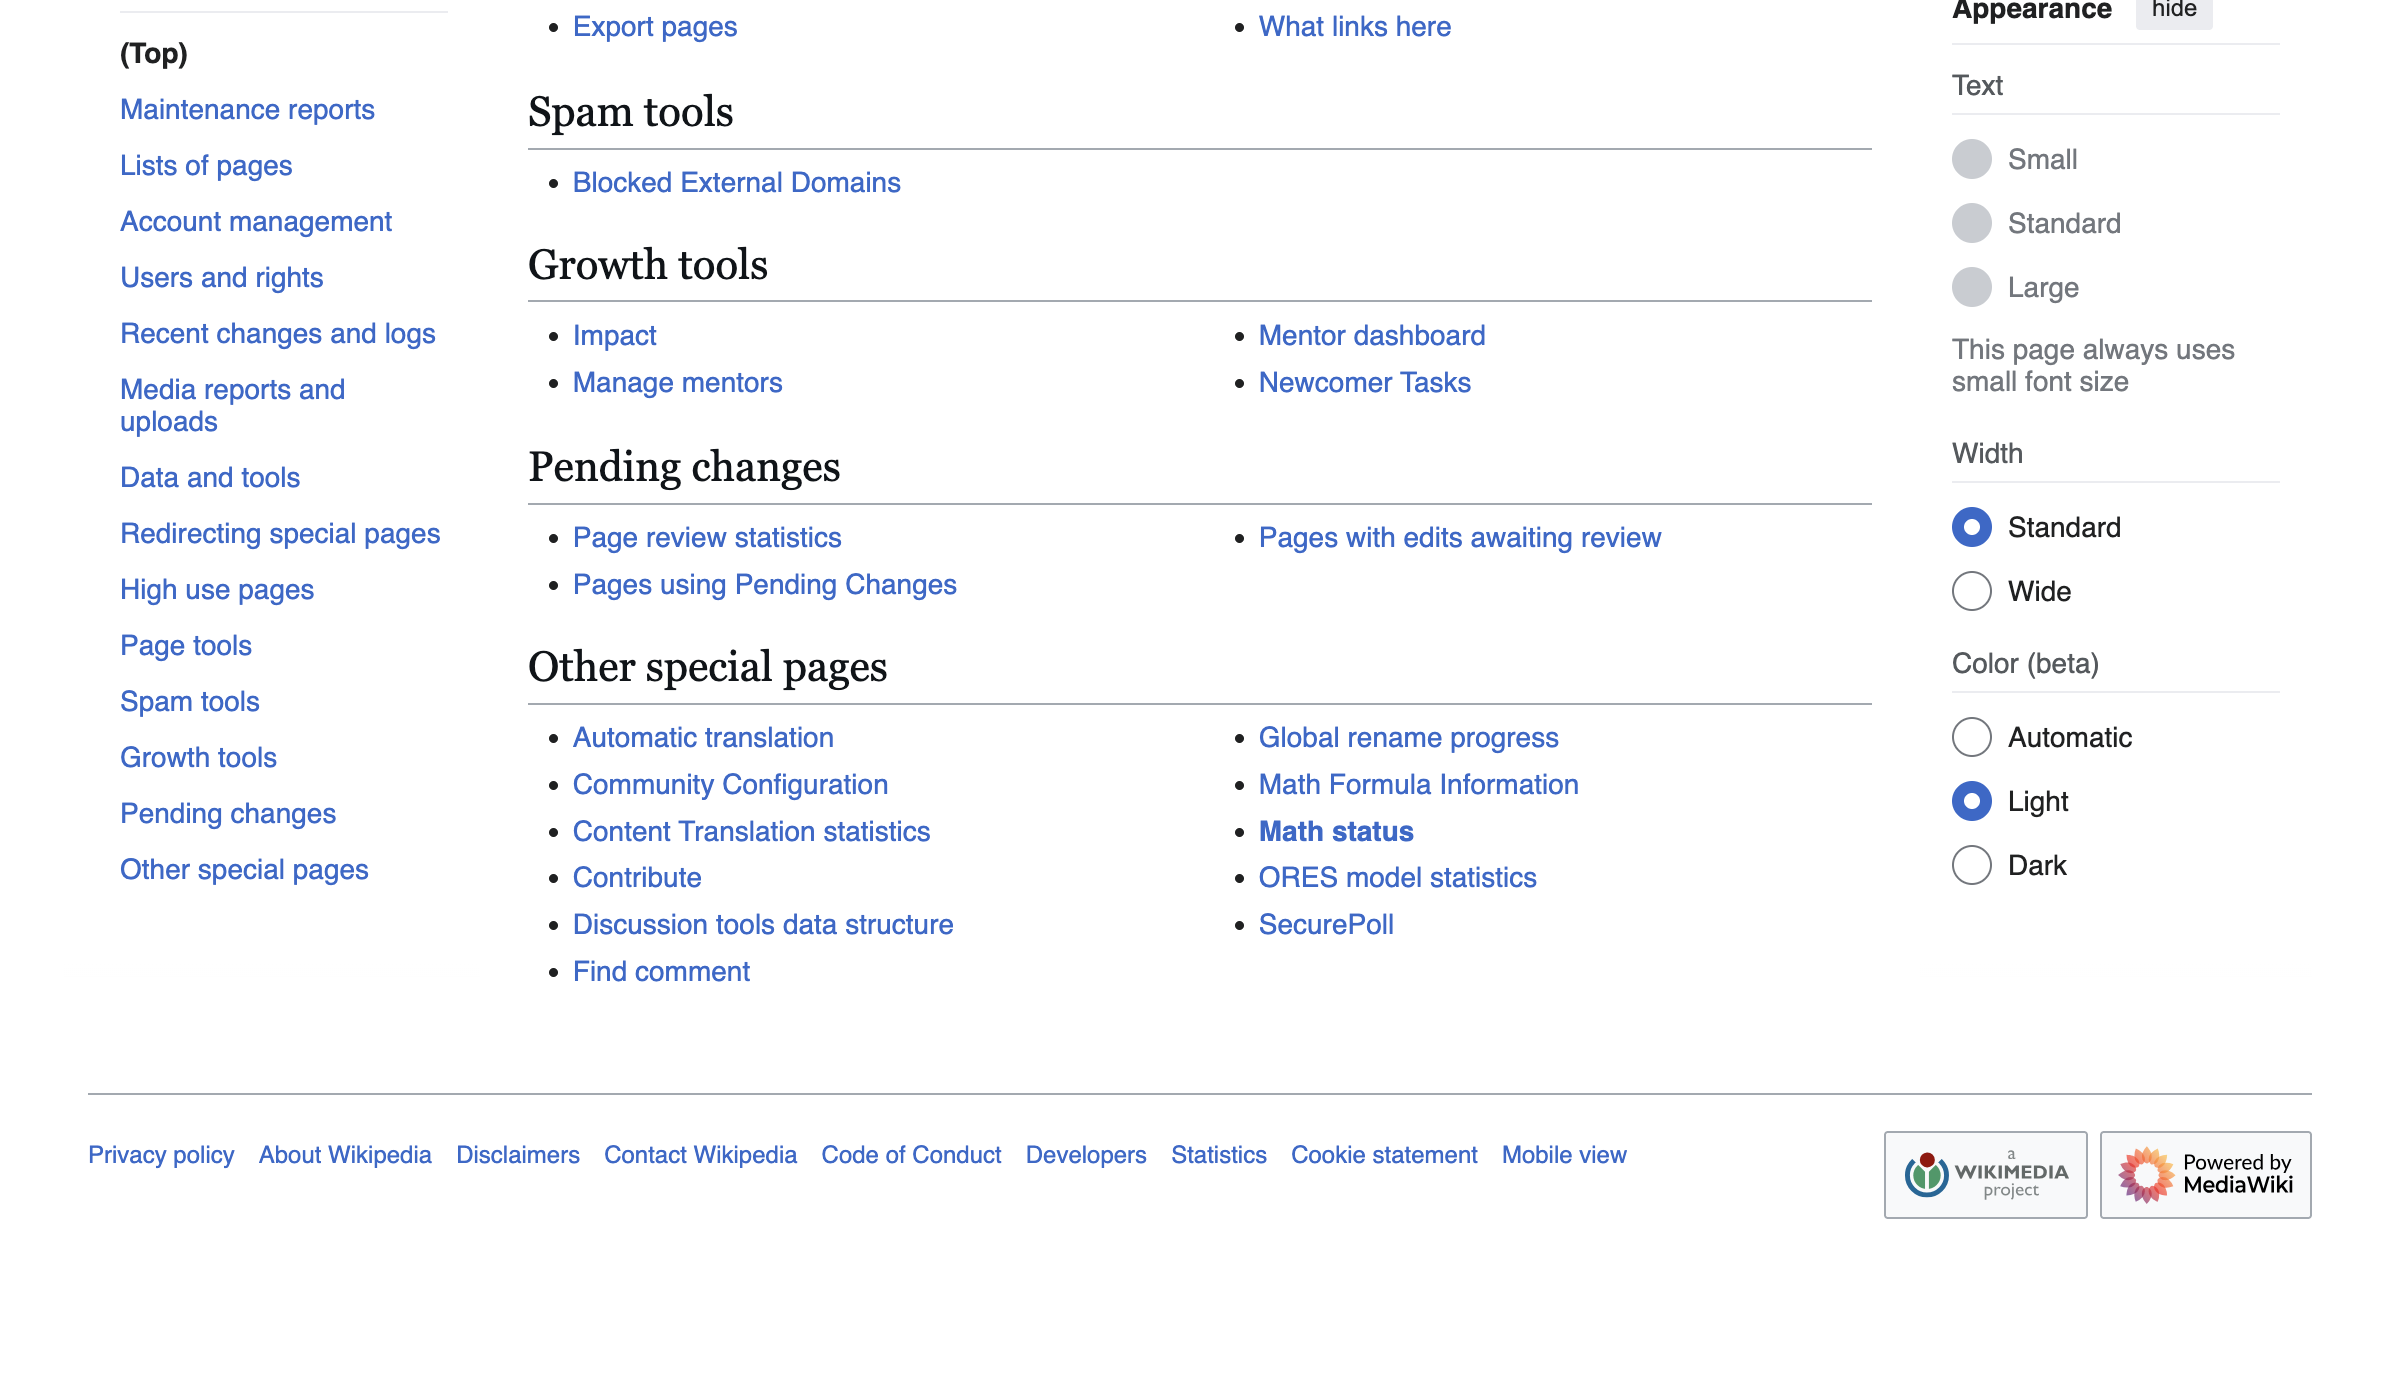 (Top)
Maintenance reports
Lists of pages
Account management
Users and rights
Recent changes and logs
Media reports and
uploads
Data and tools
Redirecting special pages
High use pages
Page tools
Spam tools
Growth tools
Pending changes
Other special pages
Export pages
What links here
Spam tools
Blocked External Domains
Growth tools
Impact
Manage mentors
Mentor dashboard
Newcomer Tasks
Pending changes
Page review statistics
Pages using Pending Changes
Pages with edits awaiting review
Other special pages
Automatic translation
Community Configuration
Content Translation statistics
Contribute
Discussion tools data structure
Find comment
Global rename progress
Math Formula Information
Math status
ORES model statistics
SecurePoll
Appearance hide
Text
Small
Standard
Large
This page always uses
small font size
Width
Standard
Wide
Color (beta)
Automatic
Light
Dark
Privacy policy About Wikipedia Disclaimers Contact Wikipedia Code of Conduct Developers Statistics Cookie statement Mobile view
a
WIKIMEDIA
project
Powered by
MediaWiki